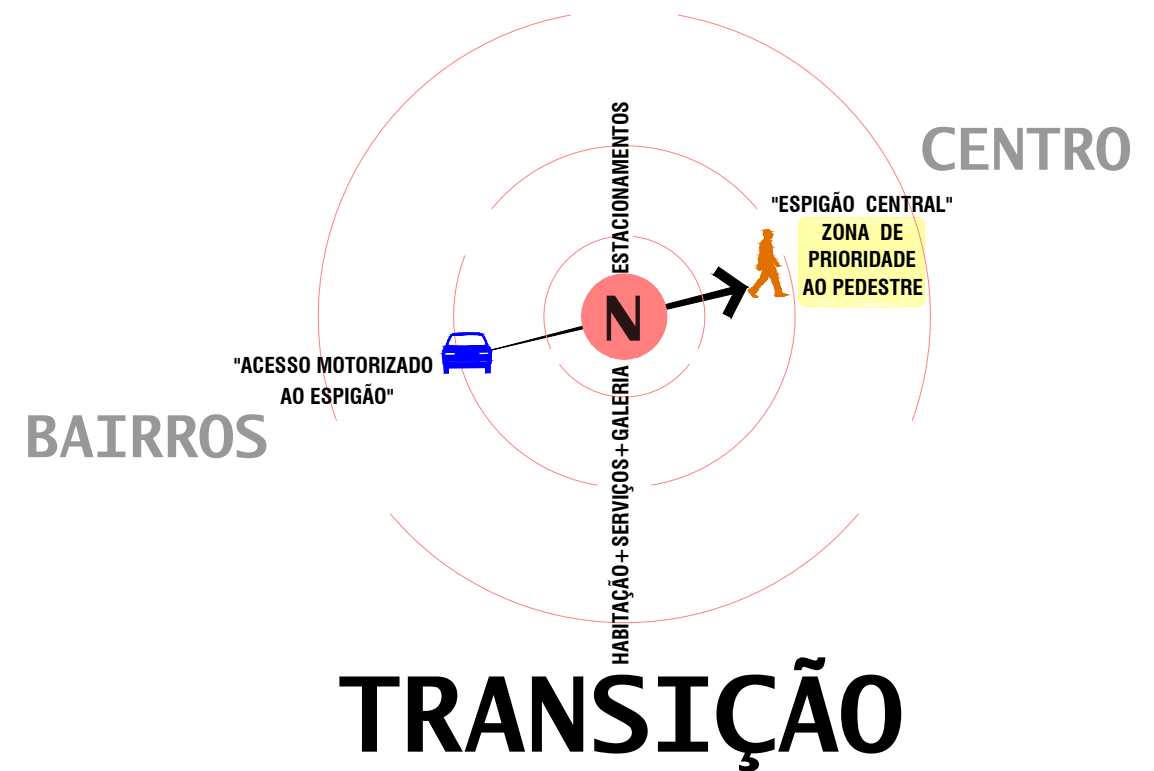 CENTRO
"ESPIGÃO CENTRAL"
ZONA DE
PRIORIDADE
AO PEDESTRE
ESTACIONAMENTOS
N
"ACESSO MOTORIZADO
AO ESPIGÃO"
BAIRROS
HABITAÇÃO+SERVIÇOS+GALERIA
TRANSIÇÃO